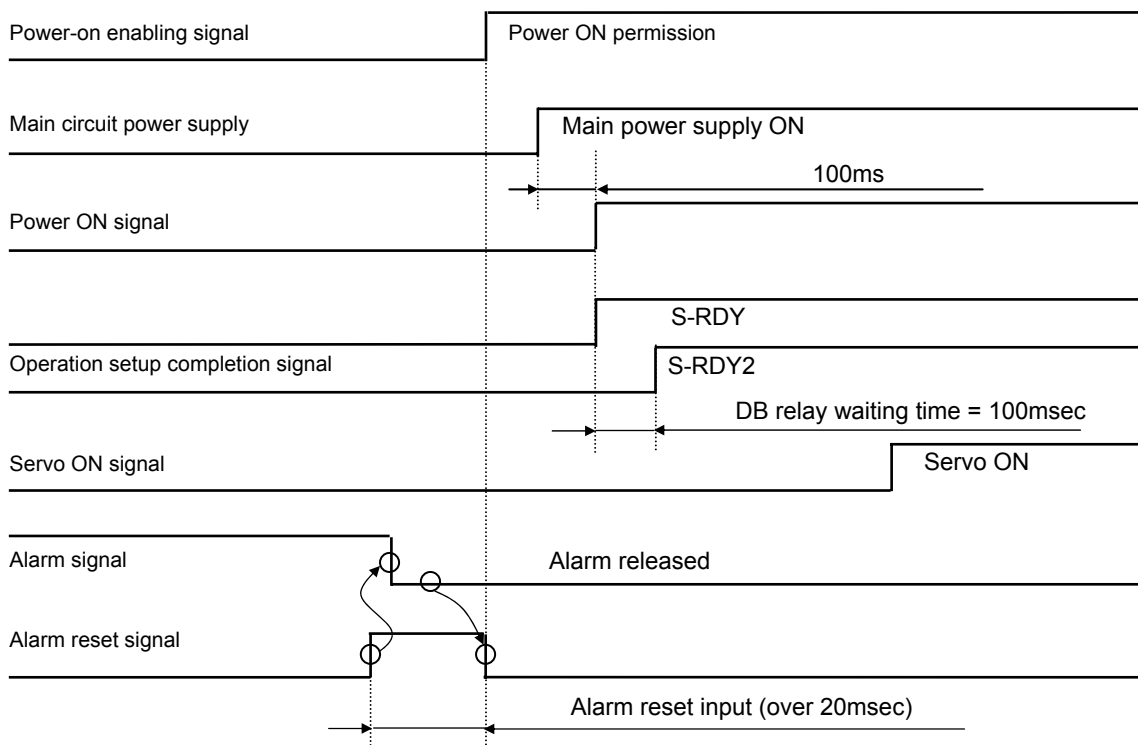 Power-on enabling signal
Power ON permission
Main circuit power supply
Main power supply ON
100ms
Power ON signal
S-RDY
Operation setup completion signal
S-RDY2
DB relay waiting time = 100msec
Servo ON signal
Servo ON
Alarm signal
Alarm released
Alarm reset signal
Alarm reset input (over 20msec)